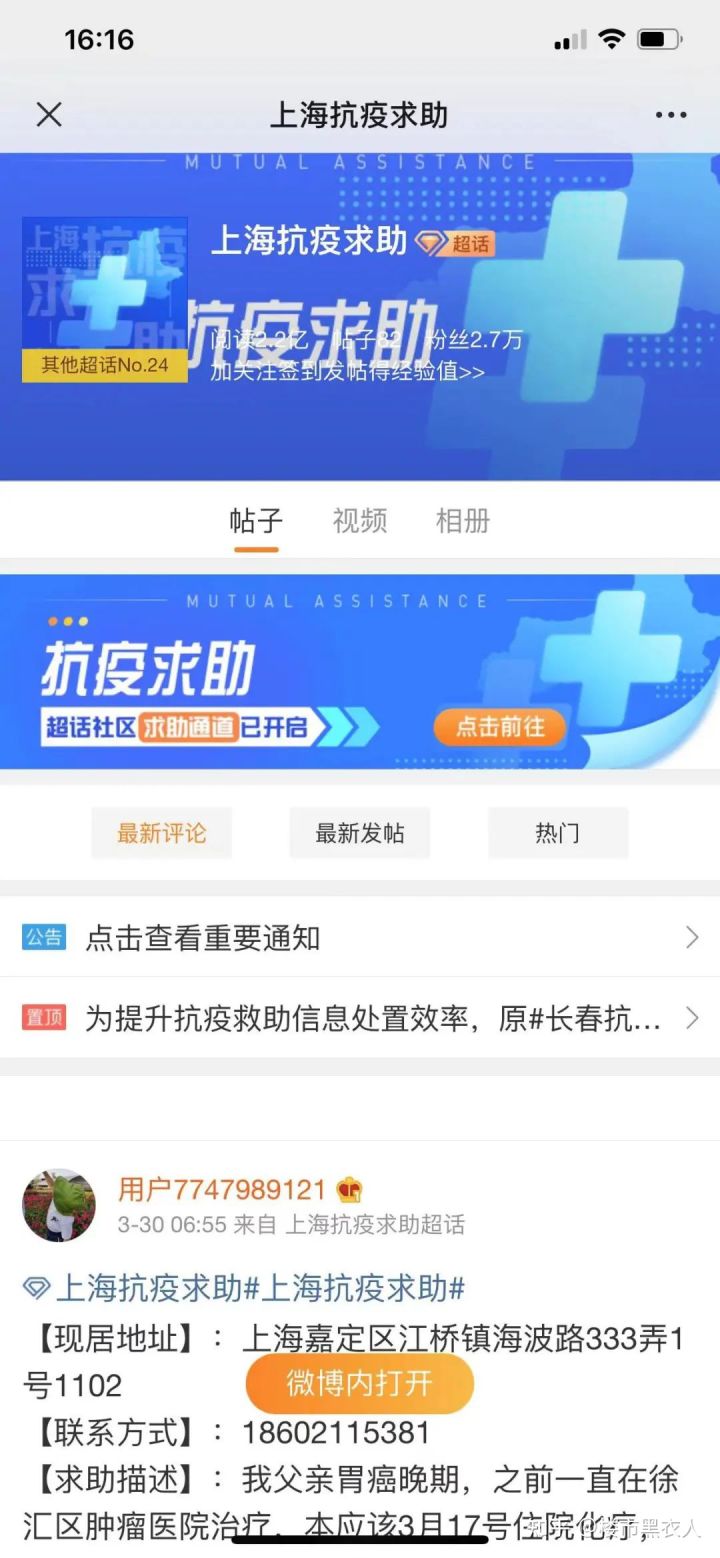 16:16
上海抗疫求助
MUTUAL ASSISTANCE
上海抗疫求助 超话
上海抗疫
求助
抗疫求助
阅读2.2亿 帖子82 粉丝2.7万
其他超话No.24
加关注签到发帖得经验值>>
帖子 视频 相册
MUTUAL ASSISTANCE
抗疫求助
超话社区求助通道已开启
点击前往
最新评论 最新发帖 热门
公告 点击查看重要通知
置顶 为提升抗疫救助信息处置效率，原#长春抗...
用户7747989121
3-30 06:55 来自 上海抗疫求助超话
上海抗疫求助#上海抗疫求助#
【现居地址】：上海嘉定区江桥镇海波路333弄1
号1102
微博内打开
【联系方式】：18602115381
【求助描述】：我父亲胃癌晚期，之前一直在徐
汇区肿瘤医院治疗，本应该3月17号住院化疗，
知乎 @楼市黑衣人